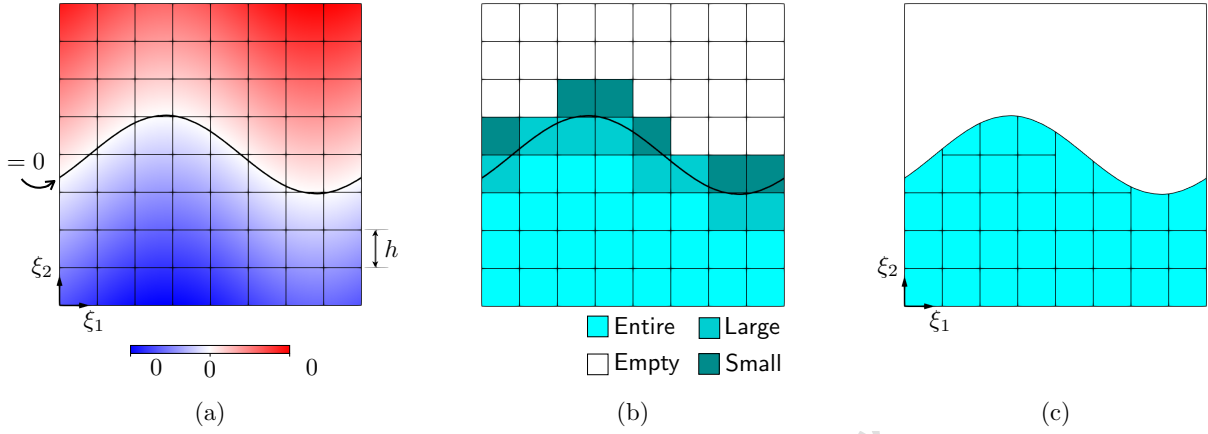 = 0
h
ξ₂
ξ₁
0 0 0
Entire Large
Empty Small
ξ₂
ξ₁
(a) (b) (c)